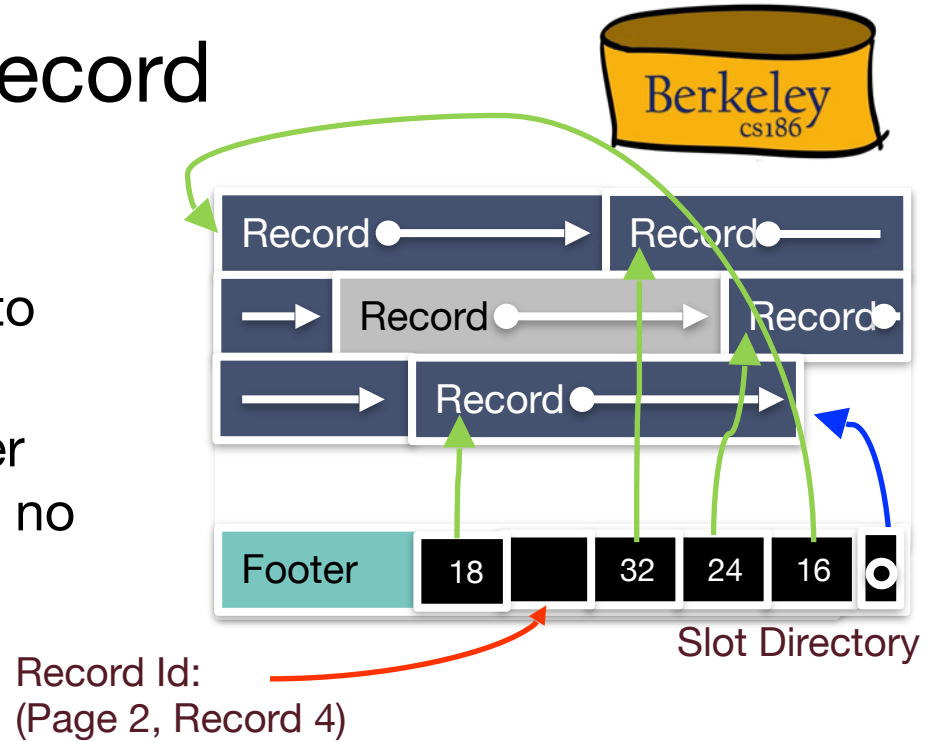 ecord
Berkeley
cs186
to
er
no
Record Record
Record Record
Record
Footer 18 32 24 16
Slot Directory
Record Id:
(Page 2, Record 4)